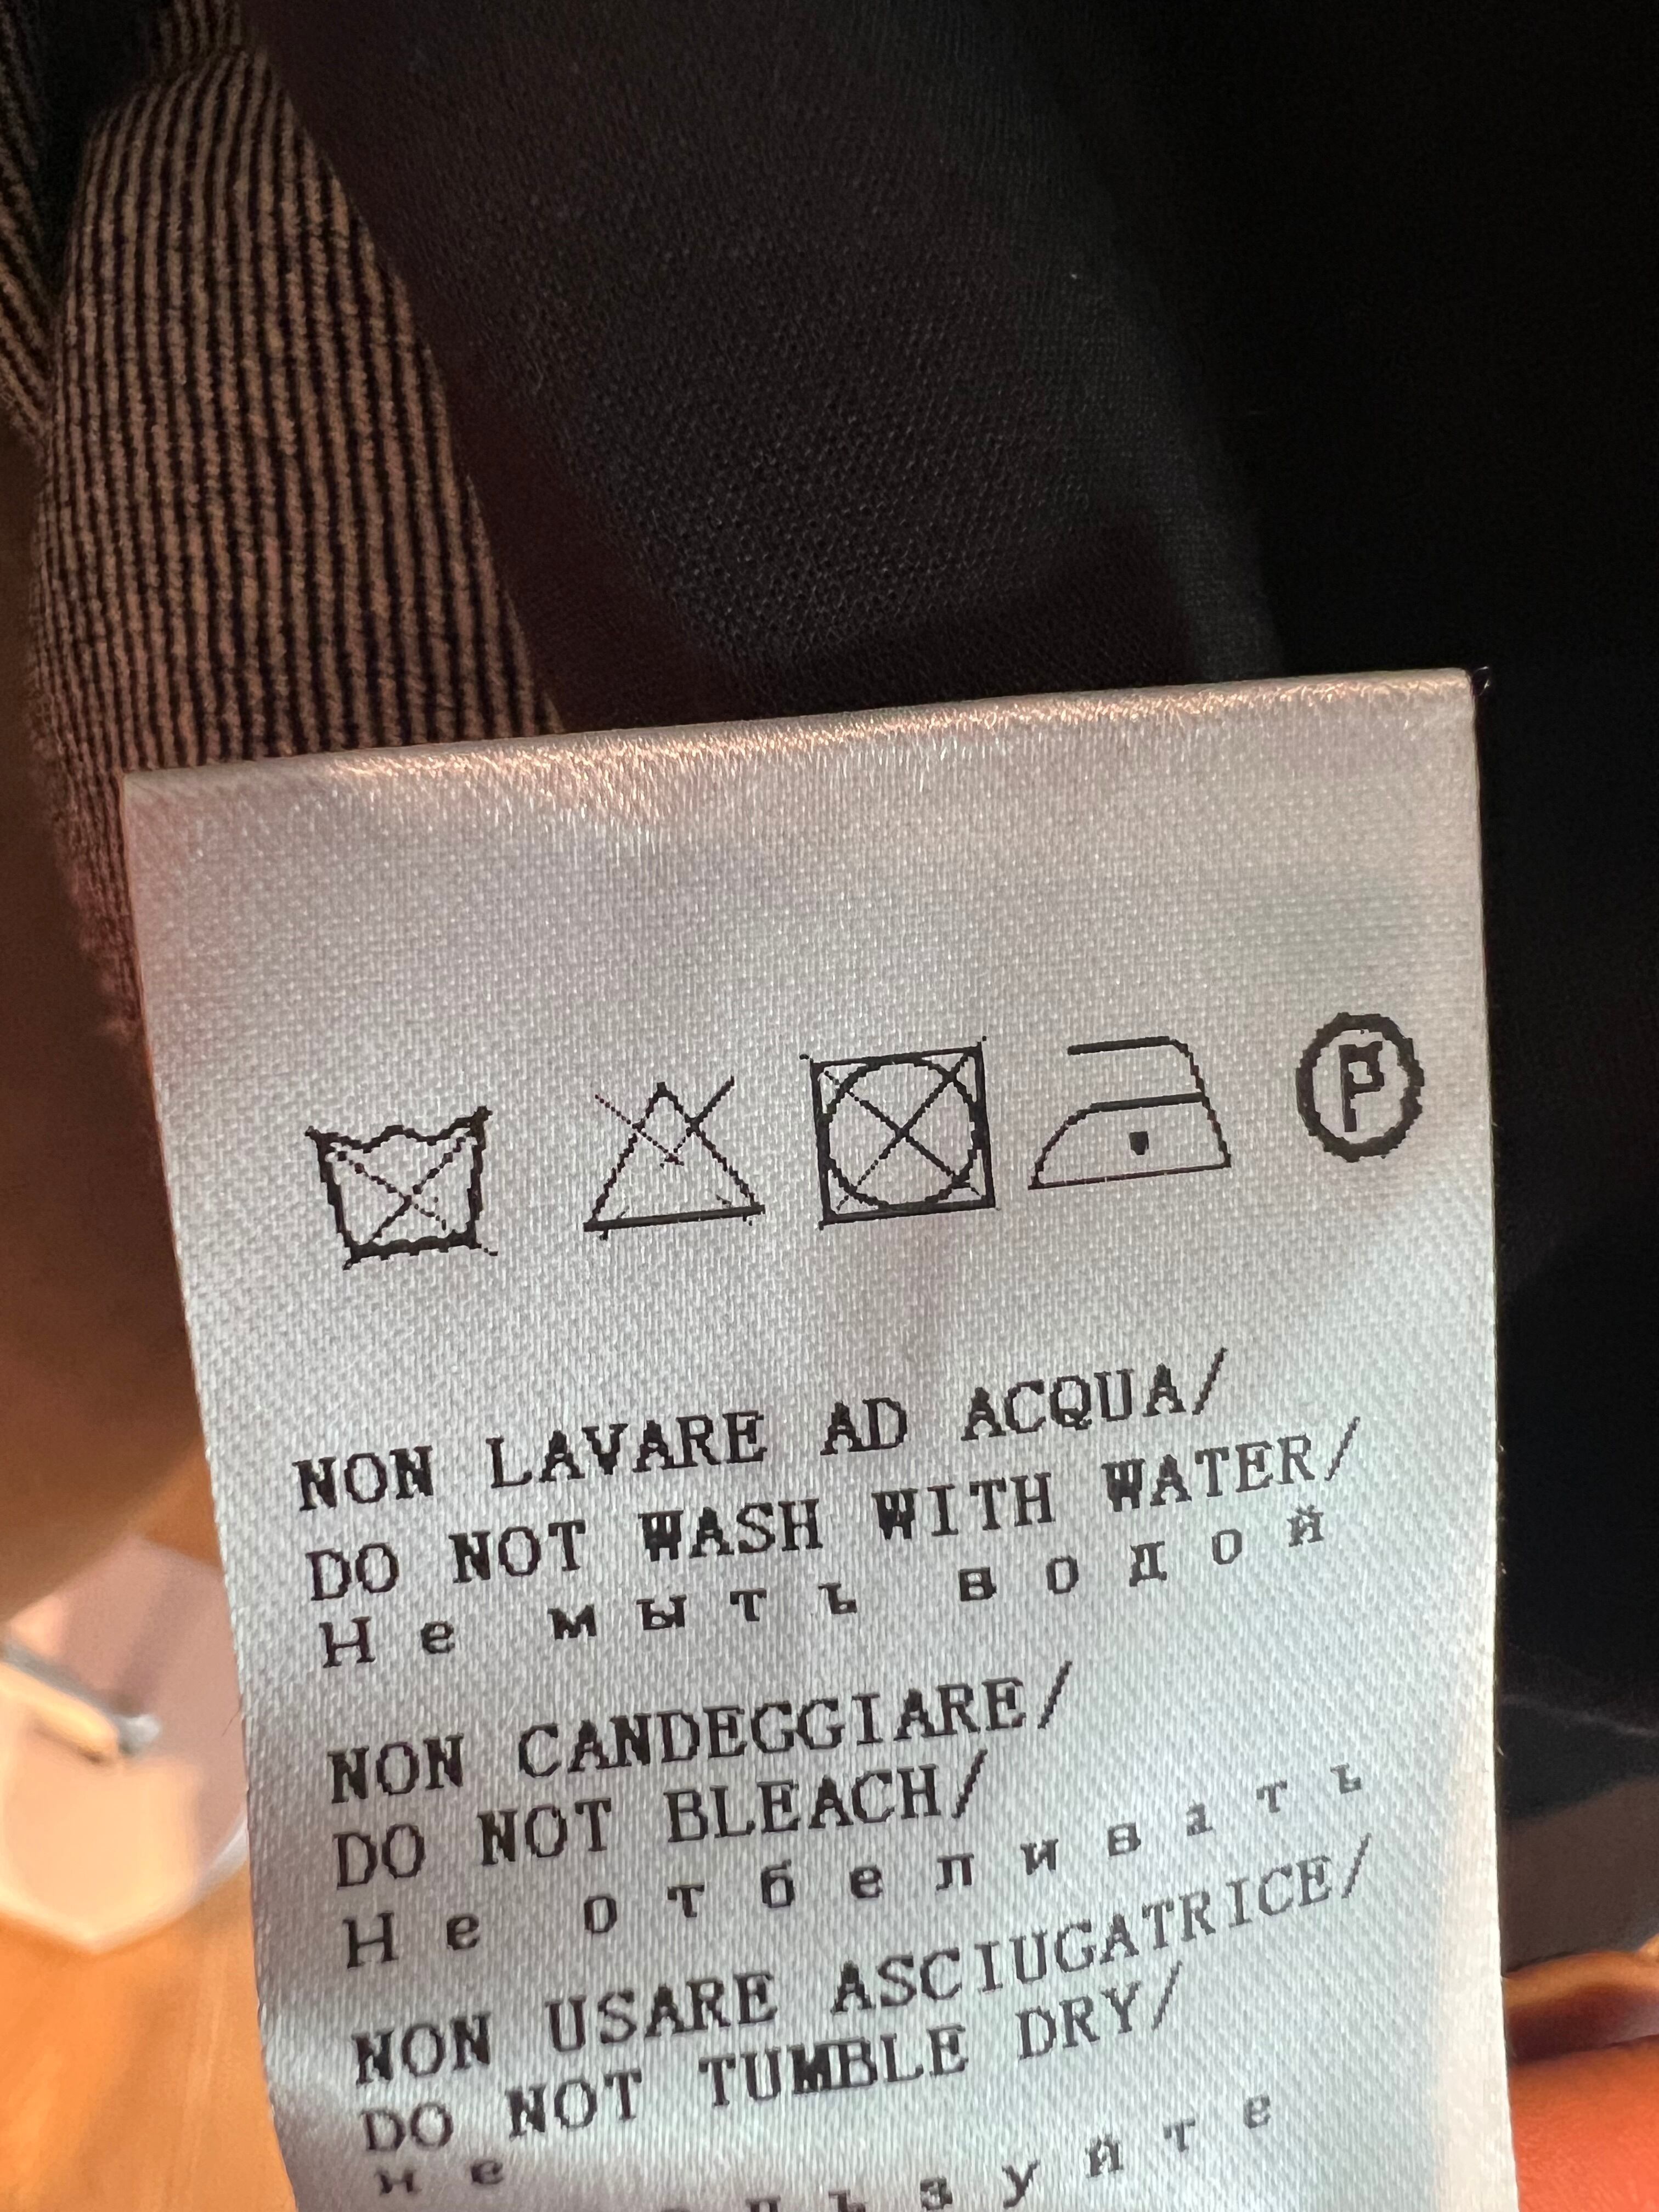 P
NON LAVARE AD ACQUA/
DO NOT WASH WITH WATER/
Не мыть водой
NON CANDEGGIARE/
DO NOT BLEACH/
Не отбеливать
NON USARE ASCIUGATRICE/
DO NOT TUMBLE DRY/
не